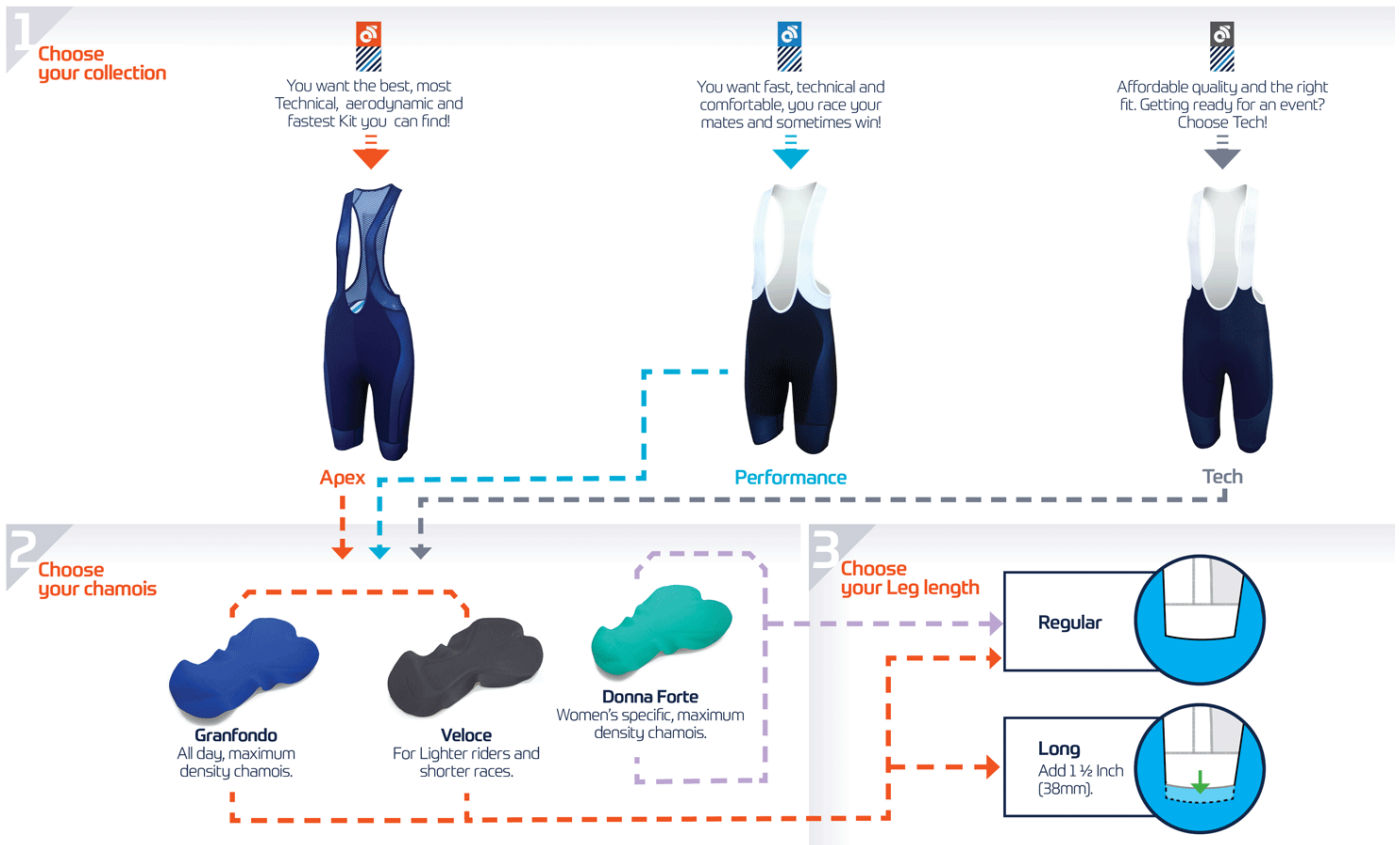 1
Choose
your collection
You want the best, most
Technical, aerodynamic and
fastest Kit you can find!
You want fast, technical and
comfortable, you race your
mates and sometimes win!
Affordable quality and the right
fit. Getting ready for an event?
Choose Tech!
Apex
Performance
Tech
2
Choose
your chamois
Granfondo
All day, maximum
density chamois.
Veloce
For Lighter riders and
shorter races.
Donna Forte
Women's specific, maximum
density chamois.
3
Choose
your Leg length
Regular
Long
Add 1 ½ Inch
(38mm).